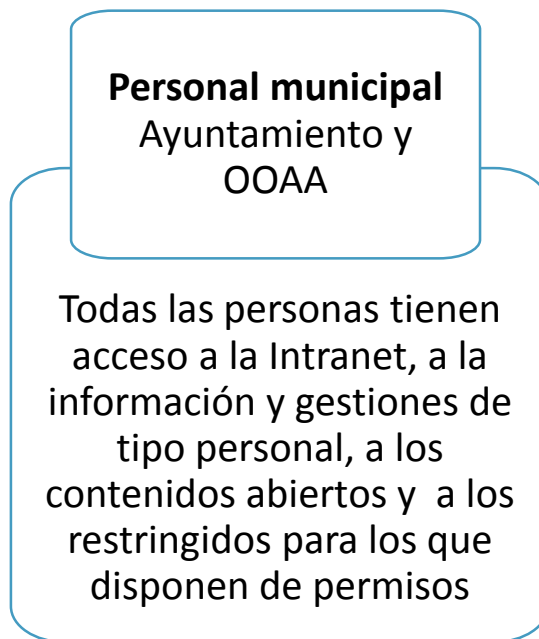 Personal municipal
Ayuntamiento y
OOAA
Todas las personas tienen
acceso a la Intranet, a la
información y gestiones de
tipo personal, a los
contenidos abiertos y  a los
restringidos para los que
disponen de permisos